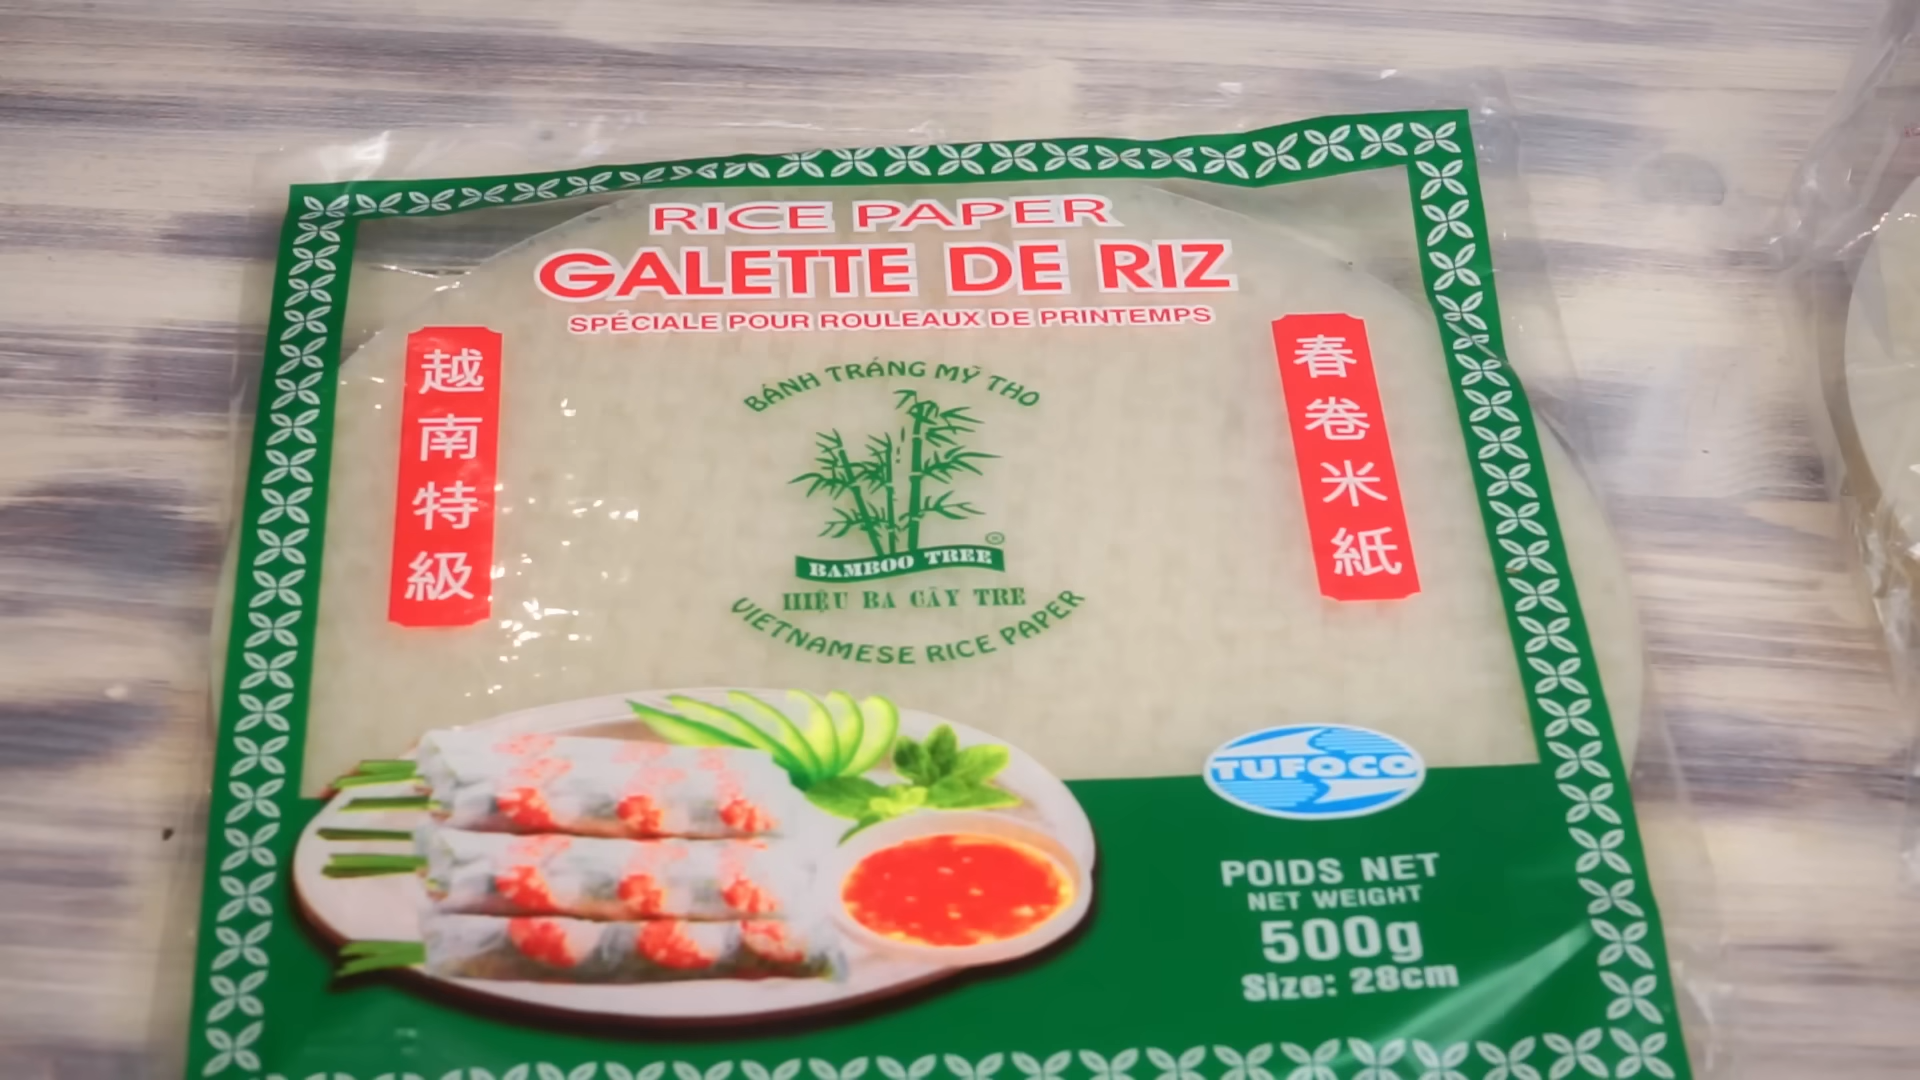 RICE PAPER
GALETTE DE RIZ
SPÉCIALE POUR ROULEAUX DE PRINTEMPS
越南特級
春卷米紙
BÁNH TRÁNG MỸ THO
BAMBOO TREE ®
HIỆU BA CÂY TRE
VIETNAMESE RICE PAPER
TUFOCO
POIDS NET
NET WEIGHT
500g
Size: 28cm